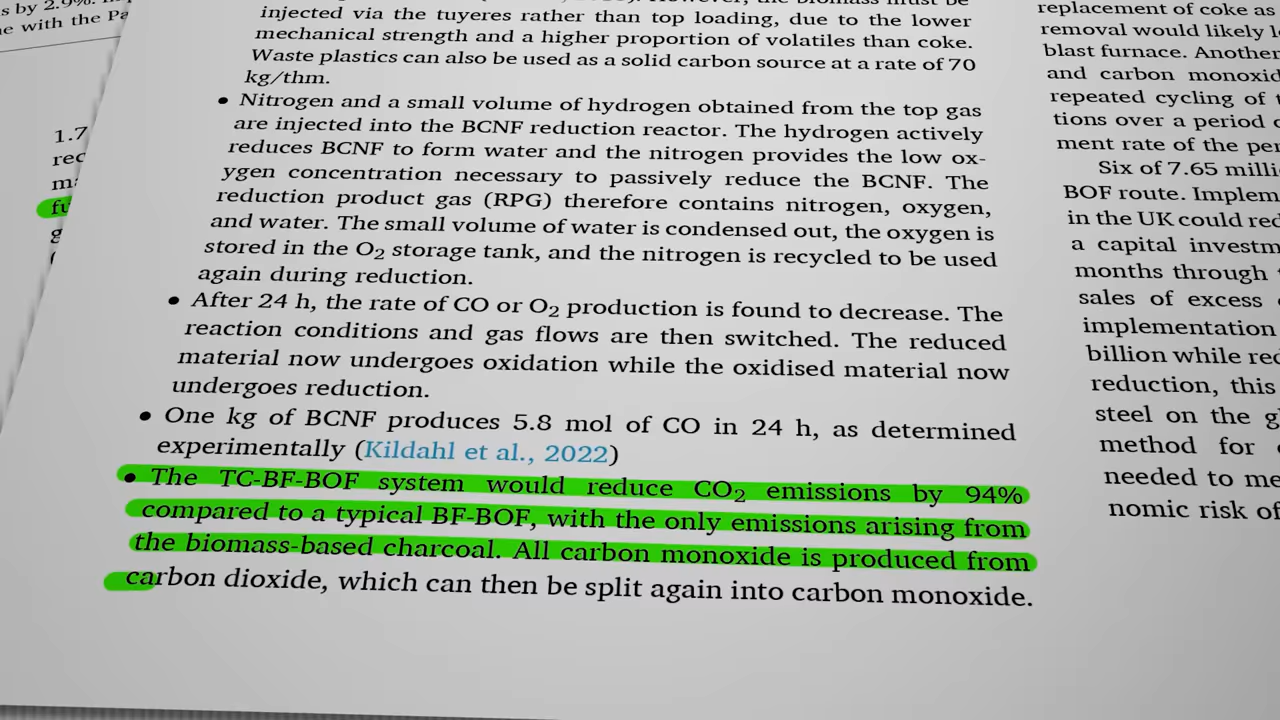 s by 2.9%.
e with the Pa
1.7
rec
ma
fu
g
injected via the tuyeres rather than top loading, due to the lower
mechanical strength and a higher proportion of volatiles than coke.
Waste plastics can also be used as a solid carbon source at a rate of 70
kg/thm.
• Nitrogen and a small volume of hydrogen obtained from the top gas
are injected into the BCNF reduction reactor. The hydrogen actively
reduces BCNF to form water and the nitrogen provides the low ox-
ygen concentration necessary to passively reduce the BCNF. The
reduction product gas (RPG) therefore contains nitrogen, oxygen,
and water. The small volume of water is condensed out, the oxygen is
stored in the O₂ storage tank, and the nitrogen is recycled to be used
again during reduction.
• After 24 h, the rate of CO or O₂ production is found to decrease. The
reaction conditions and gas flows are then switched. The reduced
material now undergoes oxidation while the oxidised material now
undergoes reduction.
• One kg of BCNF produces 5.8 mol of CO in 24 h, as determined
experimentally (Kildahl et al., 2022)
• The TC-BF-BOF system would reduce CO₂ emissions by 94%
compared to a typical BF-BOF, with the only emissions arising from
the biomass-based charcoal. All carbon monoxide is produced from
carbon dioxide, which can then be split again into carbon monoxide.
replacement of coke as
removal would likely l
blast furnace. Another
and carbon monoxid
repeated cycling of t
tions over a period o
ment rate of the per
Six of 7.65 milli
BOF route. Implem
in the UK could red
a capital investm
months through
sales of excess
implementation
billion while red
reduction, this
steel on the g
method for
needed to me
nomic risk of